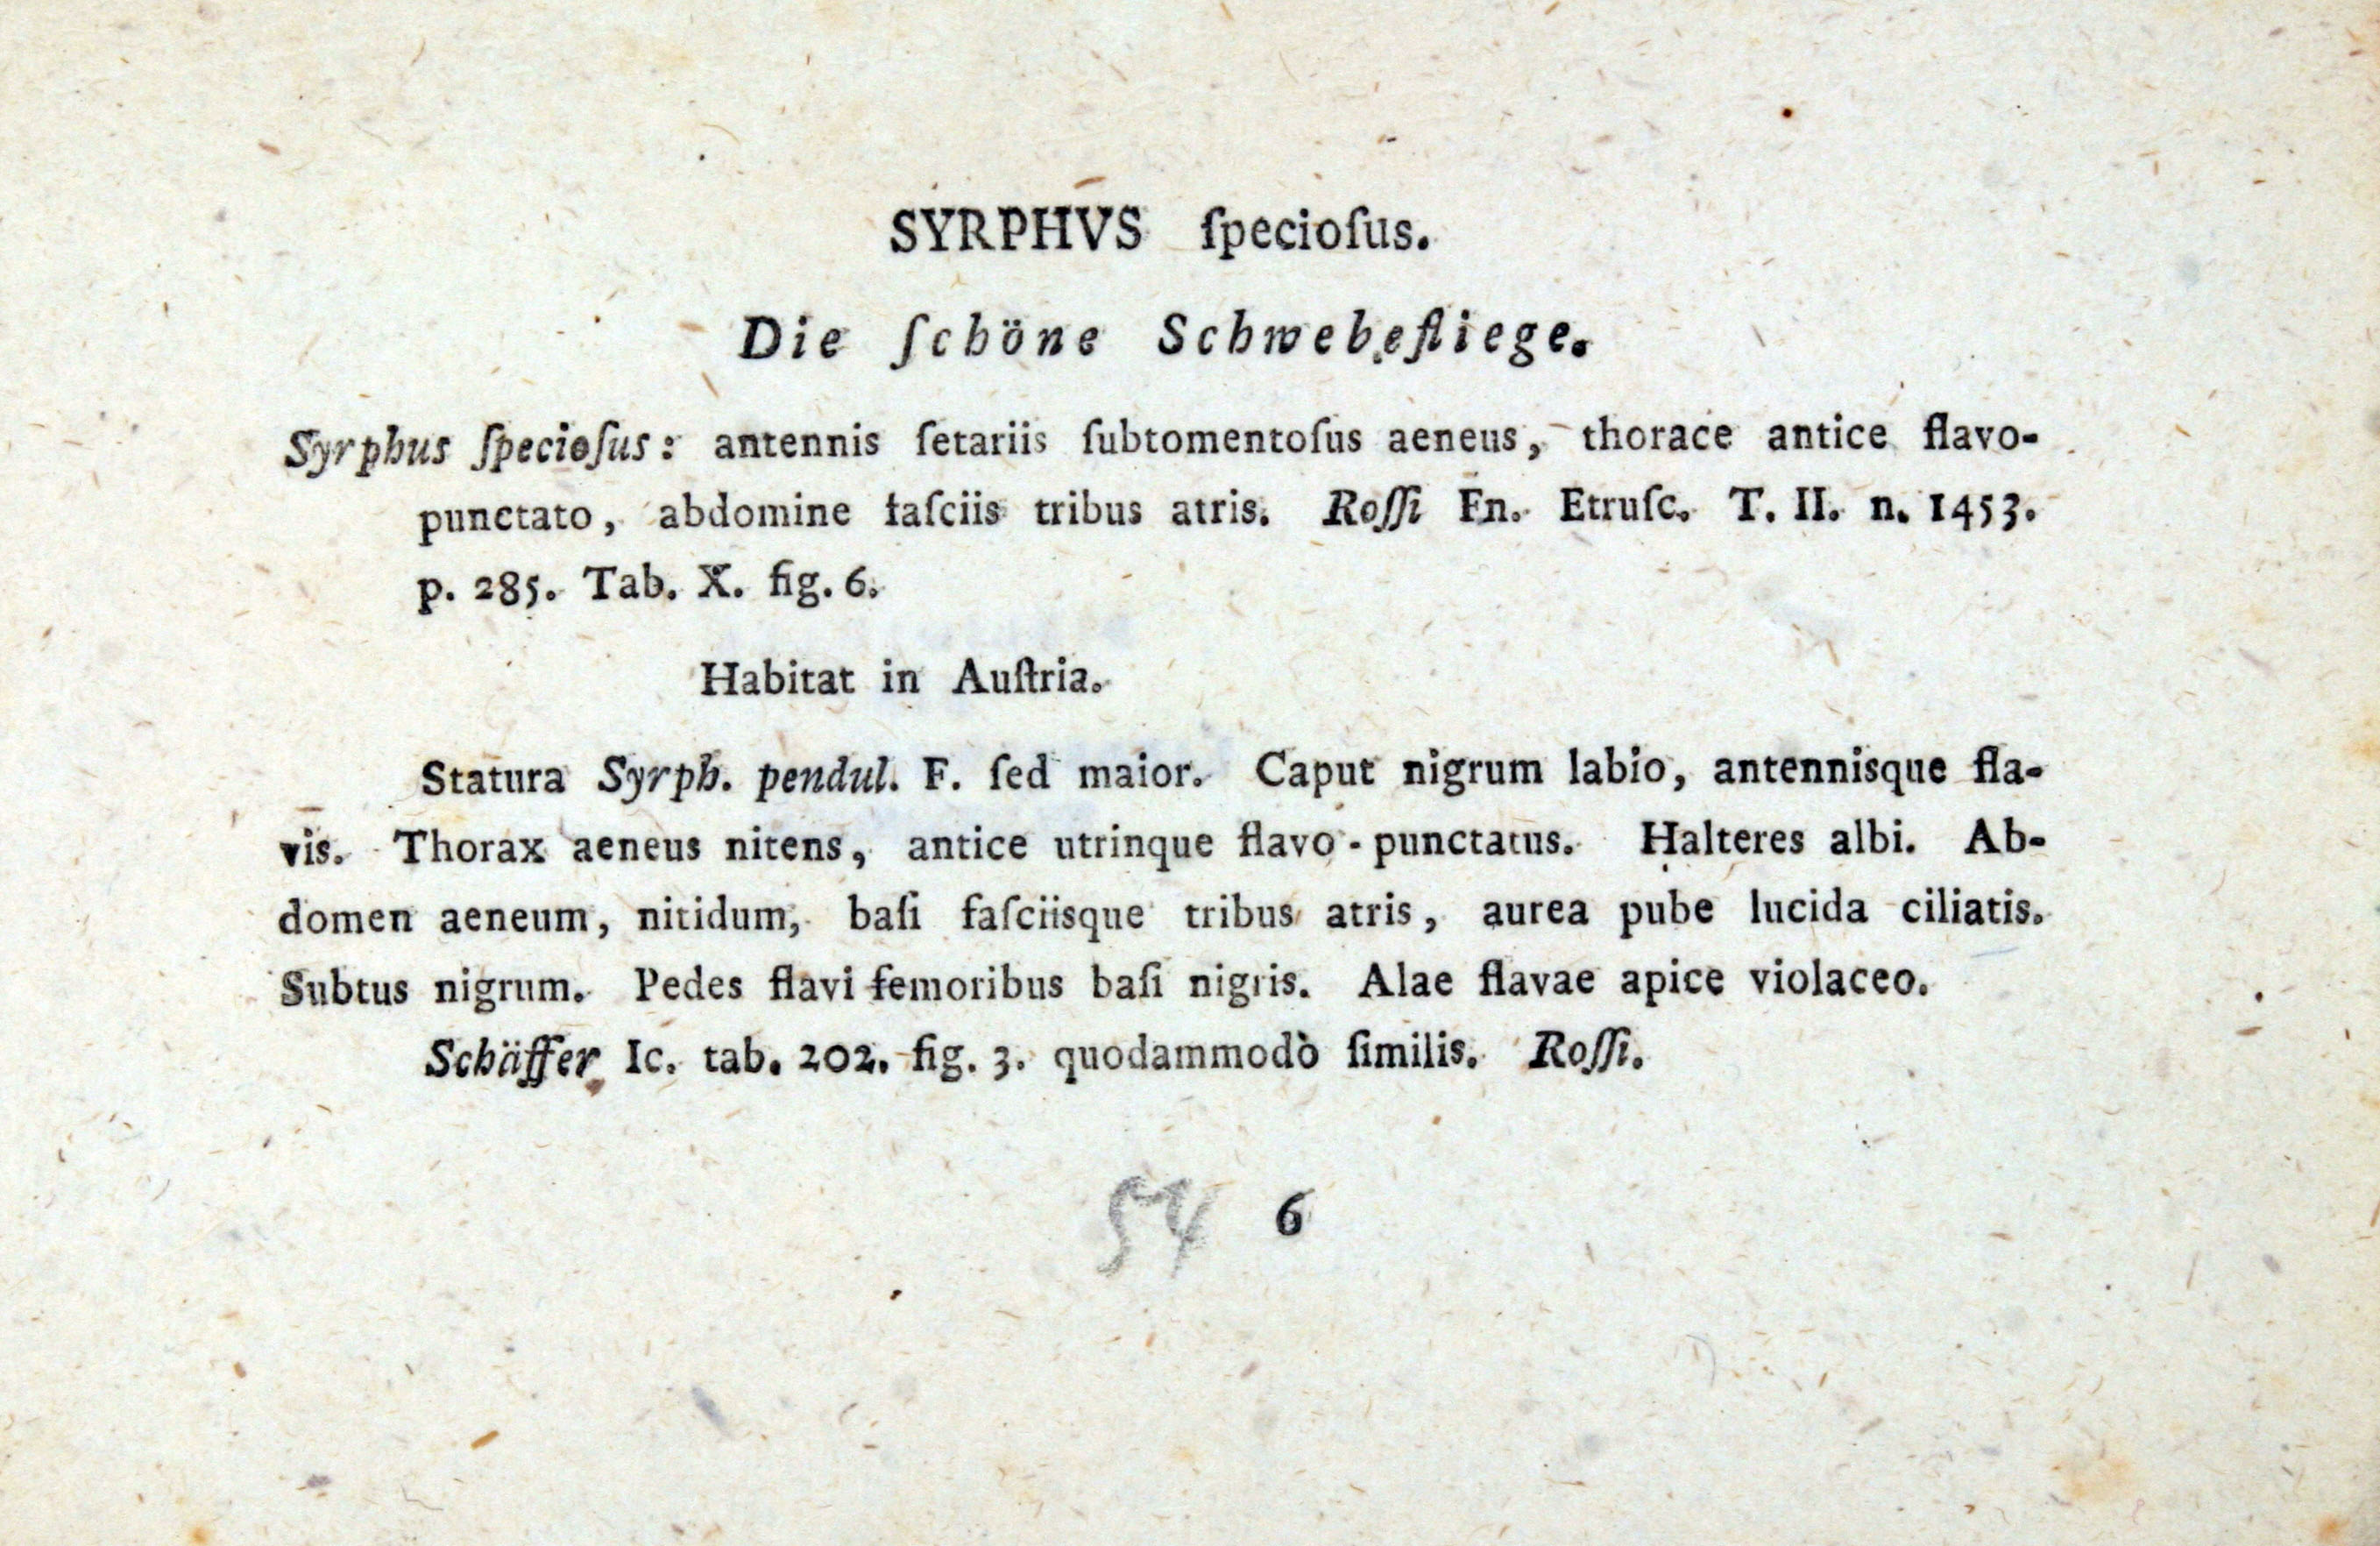 SYRPHVS ſpecioſus.
Die ſchöne Schwebefliege.
Syrphus ſpecioſus: antennis ſetariis ſubtomentoſus aeneus, thorace antice flavo-
punctato, abdomine faſciis tribus atris. Roſſi Fn. Etruſc. T. II. n. 1453.
p. 285. Tab. X. fig. 6.
Habitat in Auſtria.
Statura Syrph. pendul. F. ſed maior. Caput nigrum labio, antennisque fla-
vis. Thorax aeneus nitens, antice utrinque flavo-punctatus. Halteres albi. Ab-
domen aeneum, nitidum, baſi faſciisque tribus atris, aurea pube lucida ciliatis.
Subtus nigrum. Pedes flavi femoribus baſi nigris. Alae flavae apice violaceo.
Schäffer Ic. tab. 202. fig. 3. quodammodò ſimilis. Roſſi.
54 6